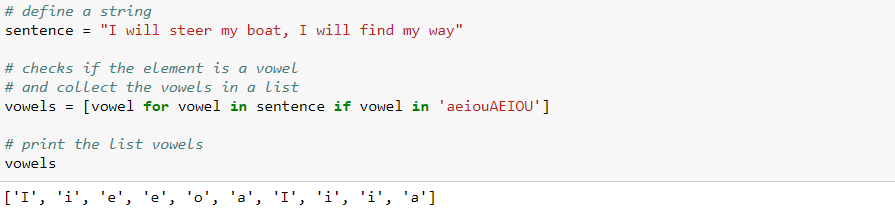 # define a string
sentence = "I will steer my boat, I will find my way"
# checks if the element is a vowel
# and collect the vowels in a list
vowels = [vowel for vowel in sentence if vowel in 'aeiouAEIOU']
# print the list vowels
vowels
['I', 'i', 'e', 'e', 'o', 'a', 'I', 'i', 'i', 'a']